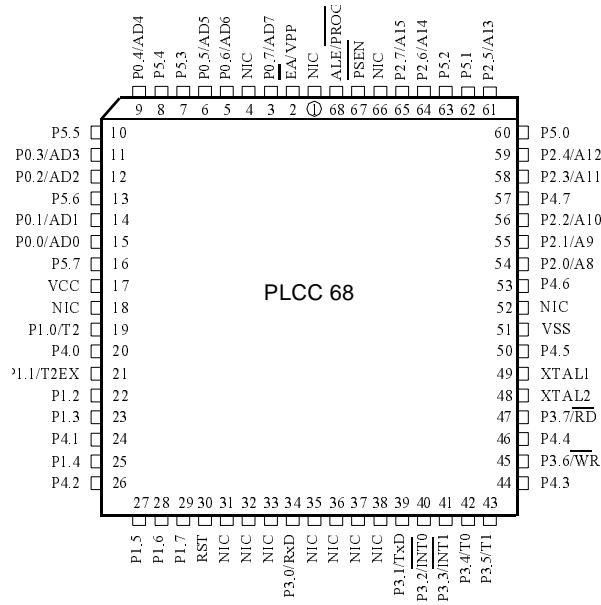 P0.4/AD4
P5.4
P5.3
P0.5/AD5
P0.6/AD6
NIC
P0.7/AD7
EA/VPP
NIC
ALE/PROG
PSEN
NIC
P2.7/A15
P2.6/A14
P5.2
P5.1
P2.5/A13
9 8 7 6 5 4 3 2 1 68 67 66 65 64 63 62 61
P5.5 10 60 P5.0
P0.3/AD3 11 59 P2.4/A12
P0.2/AD2 12 58 P2.3/A11
P5.6 13 57 P4.7
P0.1/AD1 14 56 P2.2/A10
P0.0/AD0 15 55 P2.1/A9
P5.7 16 54 P2.0/A8
VCC 17 53 P4.6
PLCC 68
NIC 18 52 NIC
P1.0/T2 19 51 VSS
P4.0 20 50 P4.5
P1.1/T2EX 21 49 XTAL1
P1.2 22 48 XTAL2
P1.3 23 47 P3.7/RD
P4.1 24 46 P4.4
P1.4 25 45 P3.6/WR
P4.2 26 44 P4.3
27 28 29 30 31 32 33 34 35 36 37 38 39 40 41 42 43
P1.5
P1.6
P1.7
RST
NIC
NIC
NIC
P3.0/RxD
NIC
NIC
NIC
NIC
P3.1/TxD
P3.2/INT0
P3.3/INT1
P3.4/T0
P3.5/T1